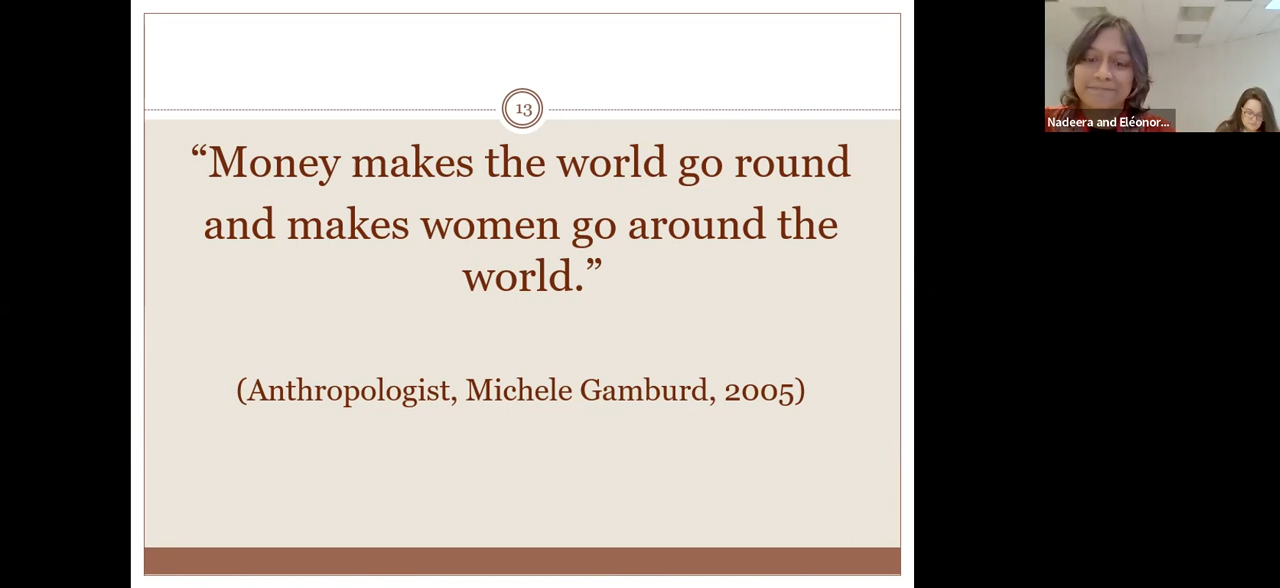 13
“Money makes the world go round
and makes women go around the
world.”
(Anthropologist, Michele Gamburd, 2005)
Nadeera and Eléonor...